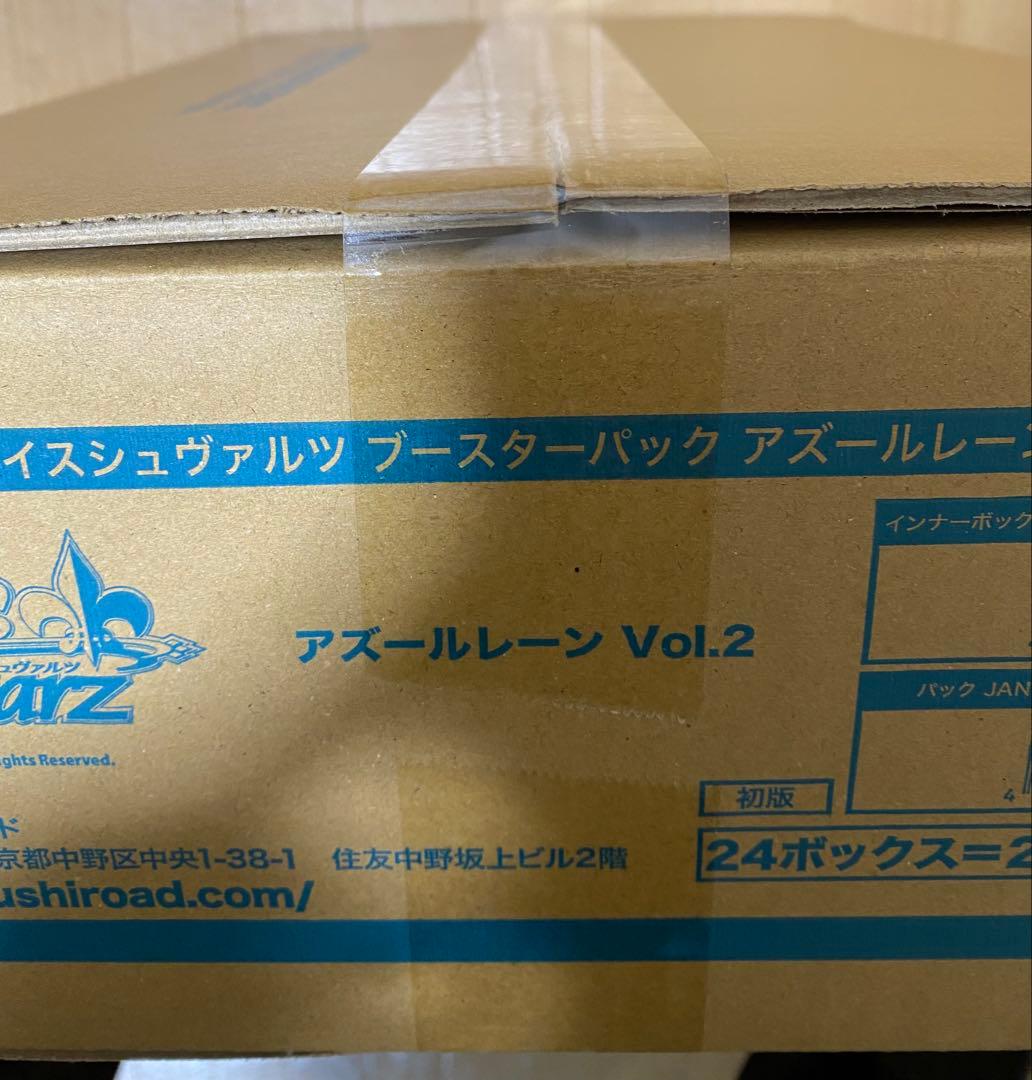 イスシュヴァルツ ブースターパック アズールレーン
インナーボック
アズールレーン Vol.2
ュヴァルツ
arz
パック JAN
ghts Reserved.
4
初版
ド
京都中野区中央1-38-1 住友中野坂上ビル2階
24ボックス=2
ushiroad.com/